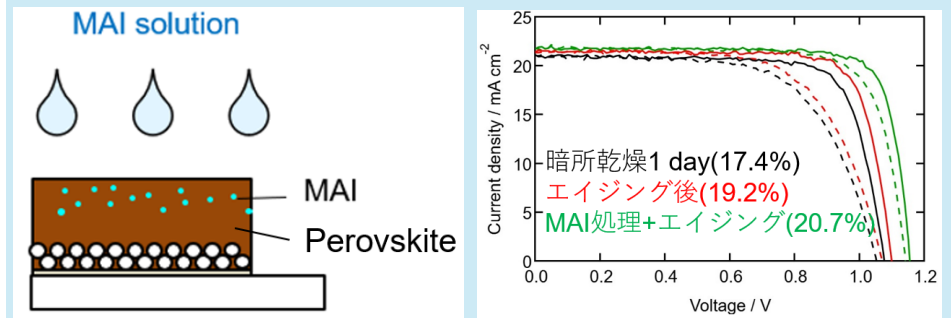 MAI solution
MAI
Perovskite
Current density / mA cm-2
25
20
15
10
5
0
暗所乾燥1 day(17.4%)
エイジング後(19.2%)
MAI処理+エイジング(20.7%)
0.0 0.2 0.4 0.6 0.8 1.0 1.2
Voltage / V